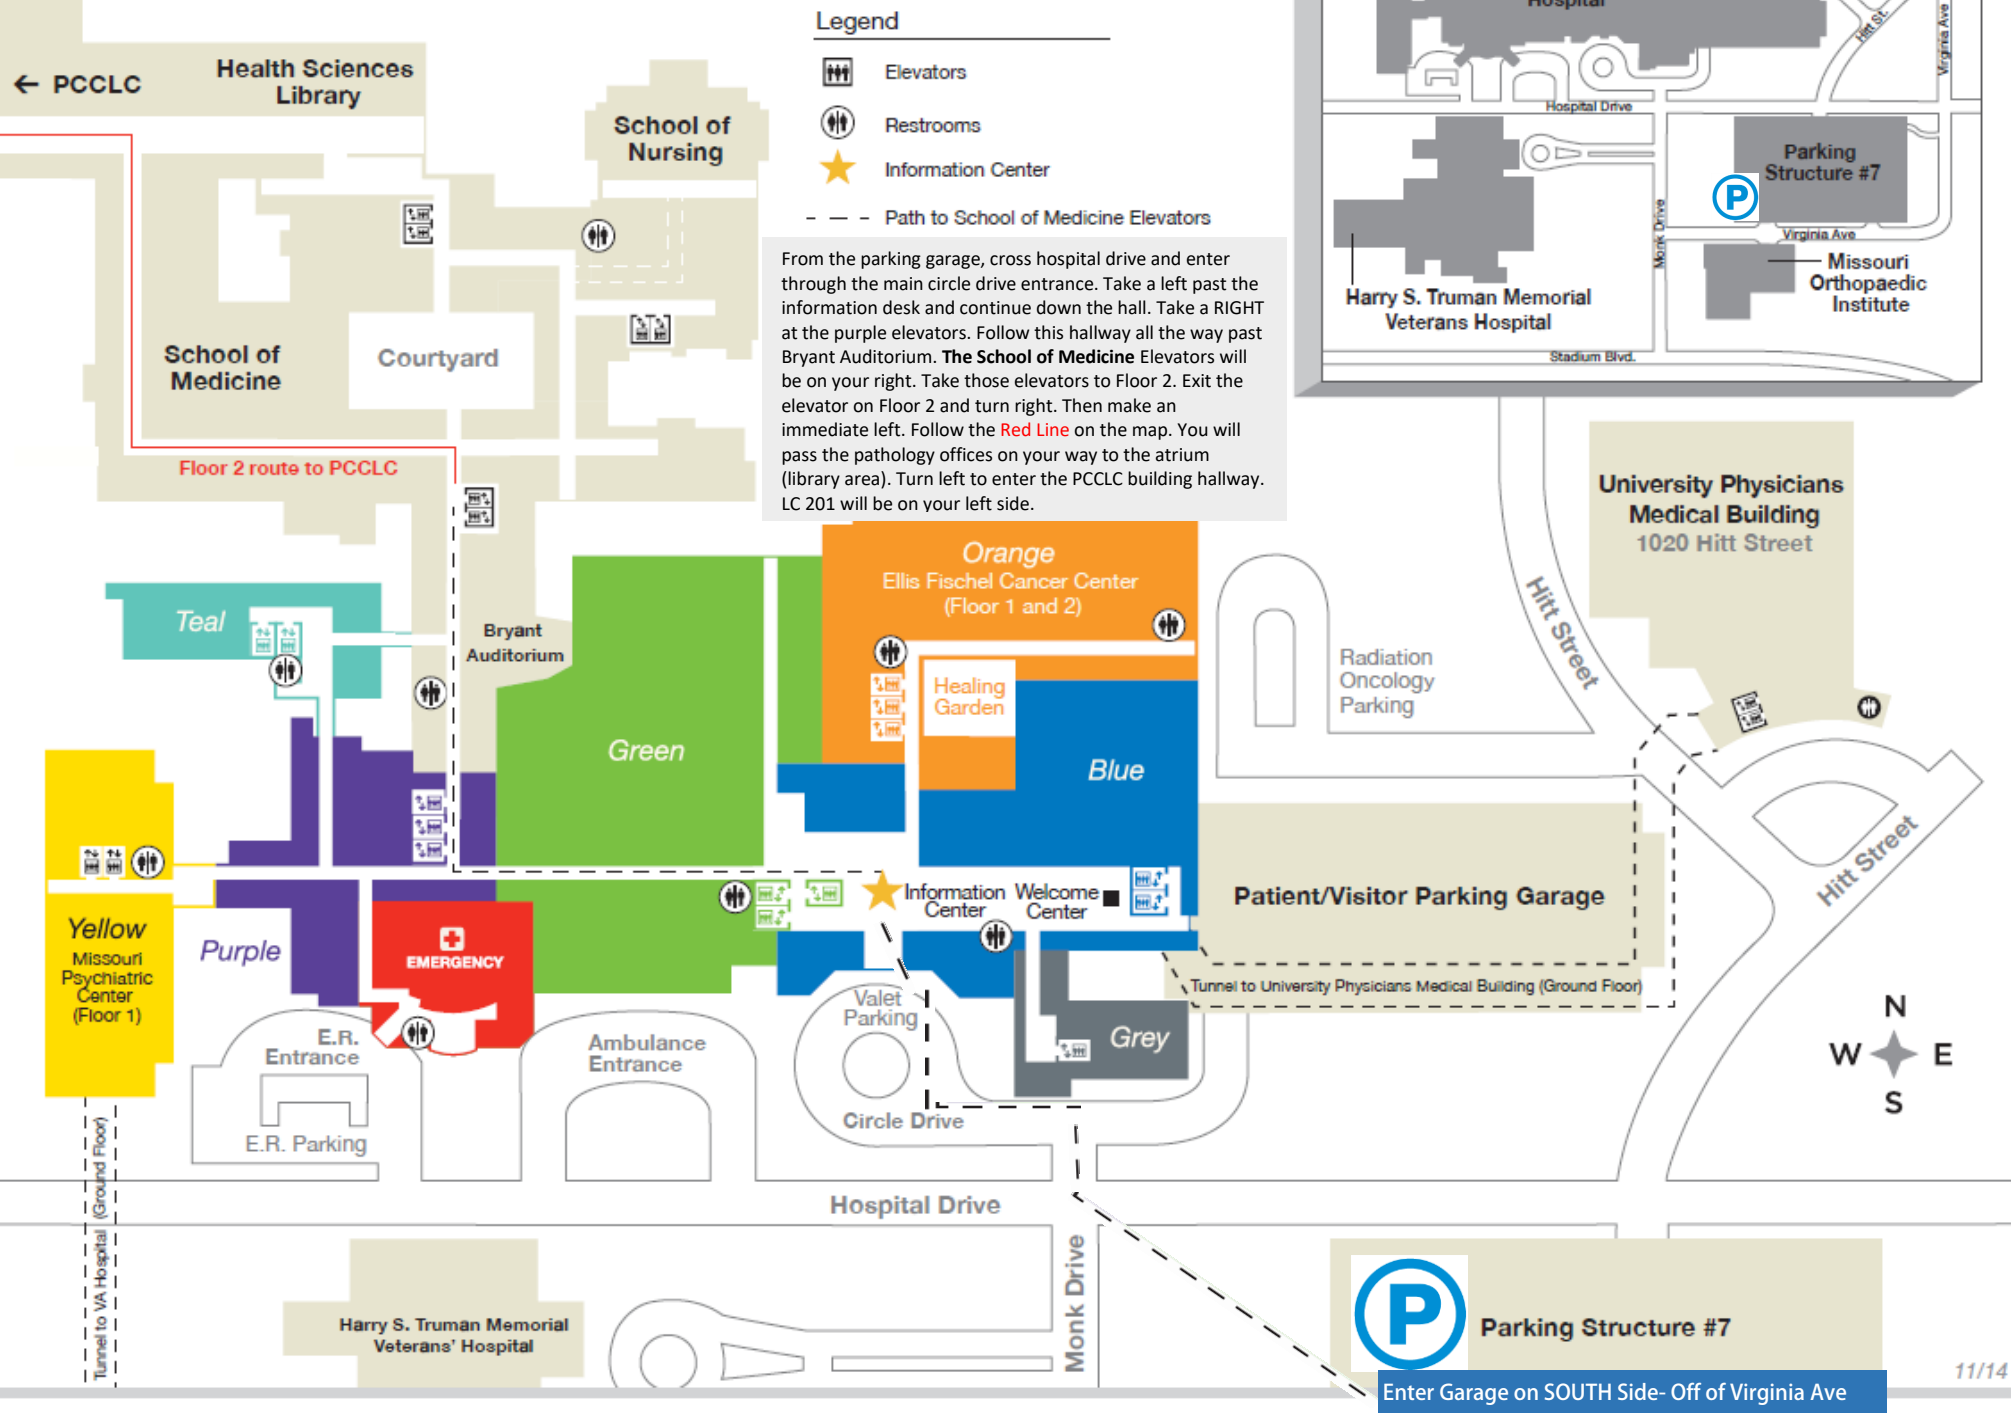 Legend
Elevators
Restrooms
Information Center
Path to School of Medicine Elevators
← PCCLC
Health Sciences
Library
School of
Nursing
School of
Medicine
Courtyard
Floor 2 route to PCCLC
From the parking garage, cross hospital drive and enter
through the main circle drive entrance. Take a left past the
information desk and continue down the hall. Take a RIGHT
at the purple elevators. Follow this hallway all the way past
Bryant Auditorium. The School of Medicine Elevators will
be on your right. Take those elevators to Floor 2. Exit the
elevator on Floor 2 and turn right. Then make an
immediate left. Follow the Red Line on the map. You will
pass the pathology offices on your way to the atrium
(library area). Turn left to enter the PCCLC building hallway.
LC 201 will be on your left side.
Hospital
Hitt St.
Virginia Ave
Hospital Drive
Parking
Structure #7
P
Monk Drive
Virginia Ave
Missouri
Orthopaedic
Institute
Harry S. Truman Memorial
Veterans Hospital
Stadium Blvd.
University Physicians
Medical Building
1020 Hitt Street
Hitt Street
Radiation
Oncology
Parking
Orange
Ellis Fischel Cancer Center
(Floor 1 and 2)
Healing
Garden
Teal
Bryant
Auditorium
Green
Blue
Yellow
Missouri
Psychiatric
Center
(Floor 1)
Purple
EMERGENCY
Information
Center
Welcome
Center
Patient/Visitor Parking Garage
Hitt Street
Tunnel to University Physicians Medical Building (Ground Floor)
Valet
Parking
Grey
E.R.
Entrance
Ambulance
Entrance
E.R. Parking
Circle Drive
N
W E
S
Hospital Drive
Tunnel to VA Hospital (Ground Floor)
Monk Drive
Harry S. Truman Memorial
Veterans' Hospital
P
Parking Structure #7
11/14
Enter Garage on SOUTH Side- Off of Virginia Ave